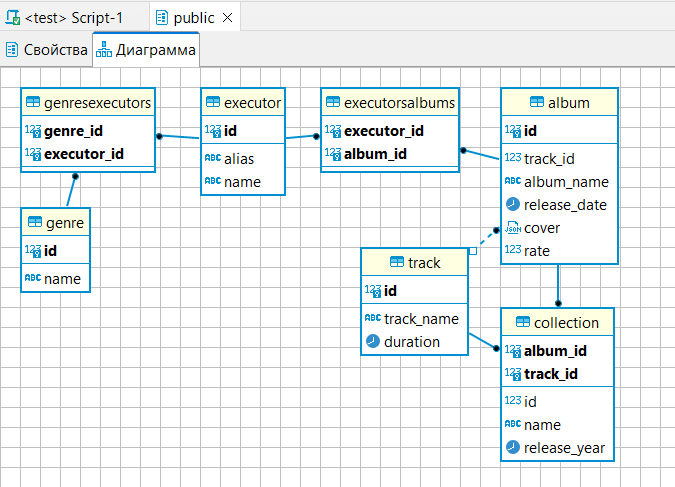 <test> Script-1
public
Свойства
Диаграмма
genresexecutors
123 genre_id
123 executor_id
executor
123 id
ABC alias
ABC name
executorsalbums
123 executor_id
123 album_id
album
123 id
123 track_id
ABC album_name
release_date
JSON cover
123 rate
genre
123 id
ABC name
track
123 id
ABC track_name
duration
collection
123 album_id
123 track_id
123 id
ABC name
release_year